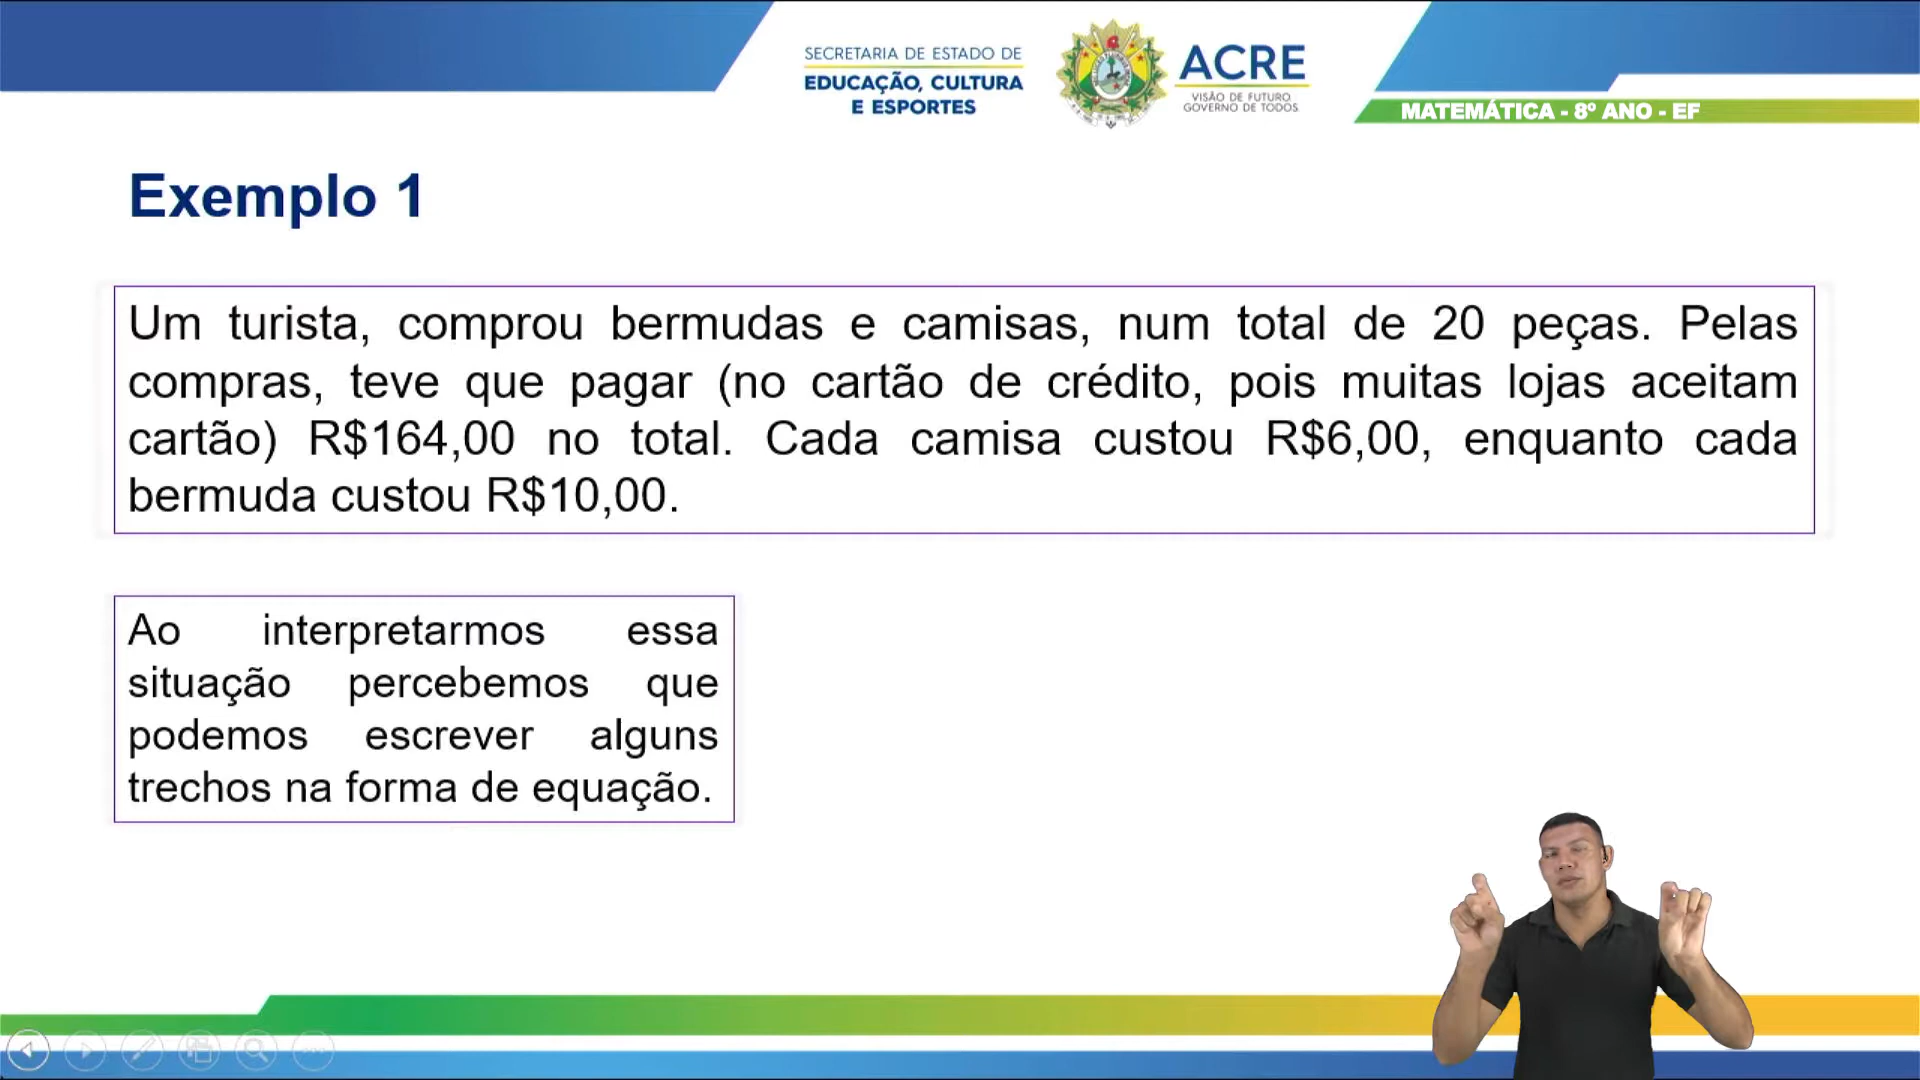 SECRETARIA DE ESTADO DE
EDUCAÇÃO, CULTURA
E ESPORTES
ACRE
VISÃO DE FUTURO.
GOVERNO DE TODOS.
MATEMÁTICA - 8º ANO - EF
Exemplo 1
Um turista, comprou bermudas e camisas, num total de 20 peças. Pelas
compras, teve que pagar (no cartão de crédito, pois muitas lojas aceitam
cartão) R$164,00 no total. Cada camisa custou R$6,00, enquanto cada
bermuda custou R$10,00.
Ao interpretarmos essa
situação percebemos que
podemos escrever alguns
trechos na forma de equação.